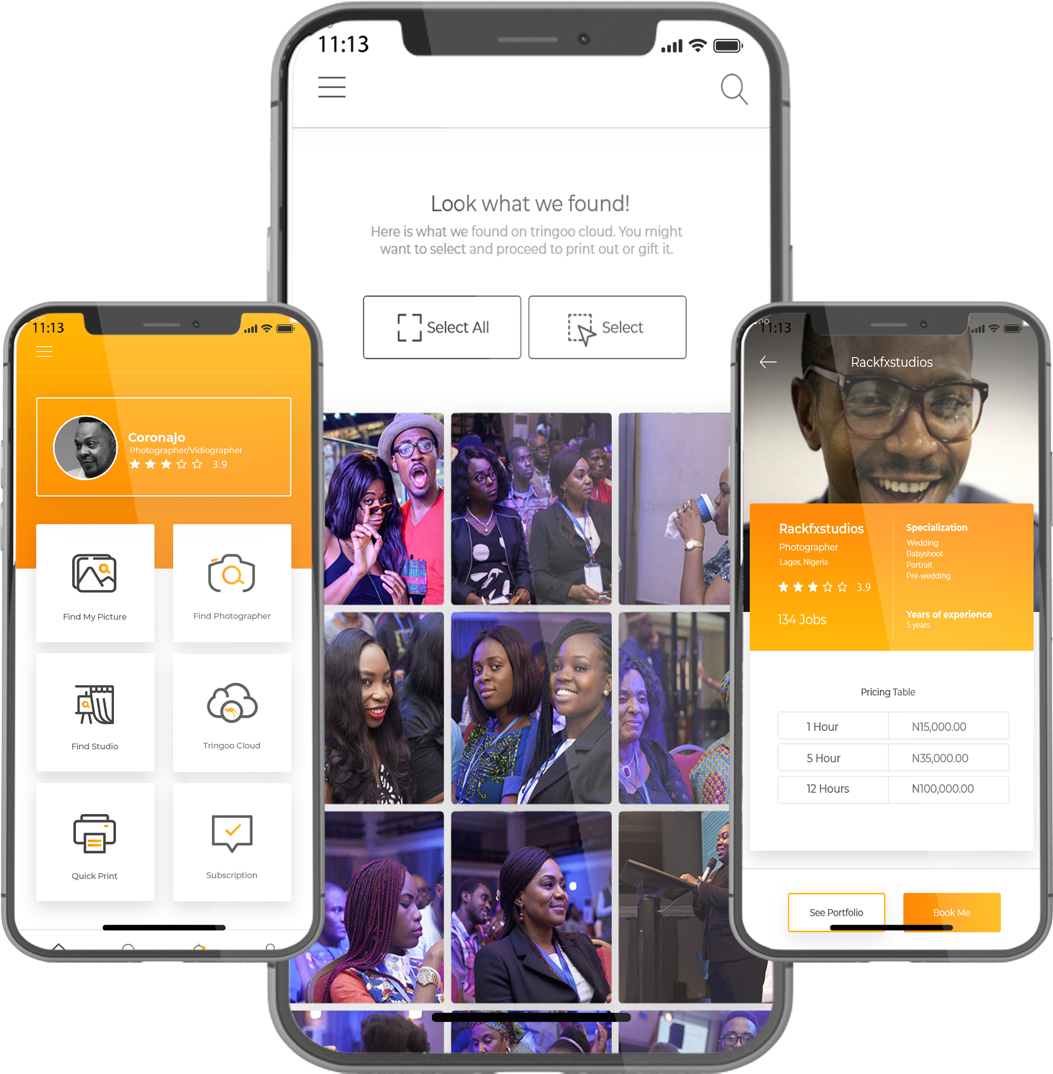 11:13
Look what we found!
Here is what we found on tringoo cloud. You might
want to select and proceed to print out or gift it.
Select All
Select
11:13
Coronajo
Photographer/Vidiographer
3.9
Find My Picture
Find Photographer
Find Studio
Tringoo Cloud
Quick Print
Subscription
11:13
Rackfxstudios
Rackfxstudios
Photographer
Lagos, Nigeria
3.9
134 Jobs
Specialization
Wedding
Babyshoot
Portrait
Pre-wedding
Years of experience
5 years
Pricing Table
1 Hour N15,000.00
5 Hour N35,000.00
12 Hours N100,000.00
See Portfolio
Book Me